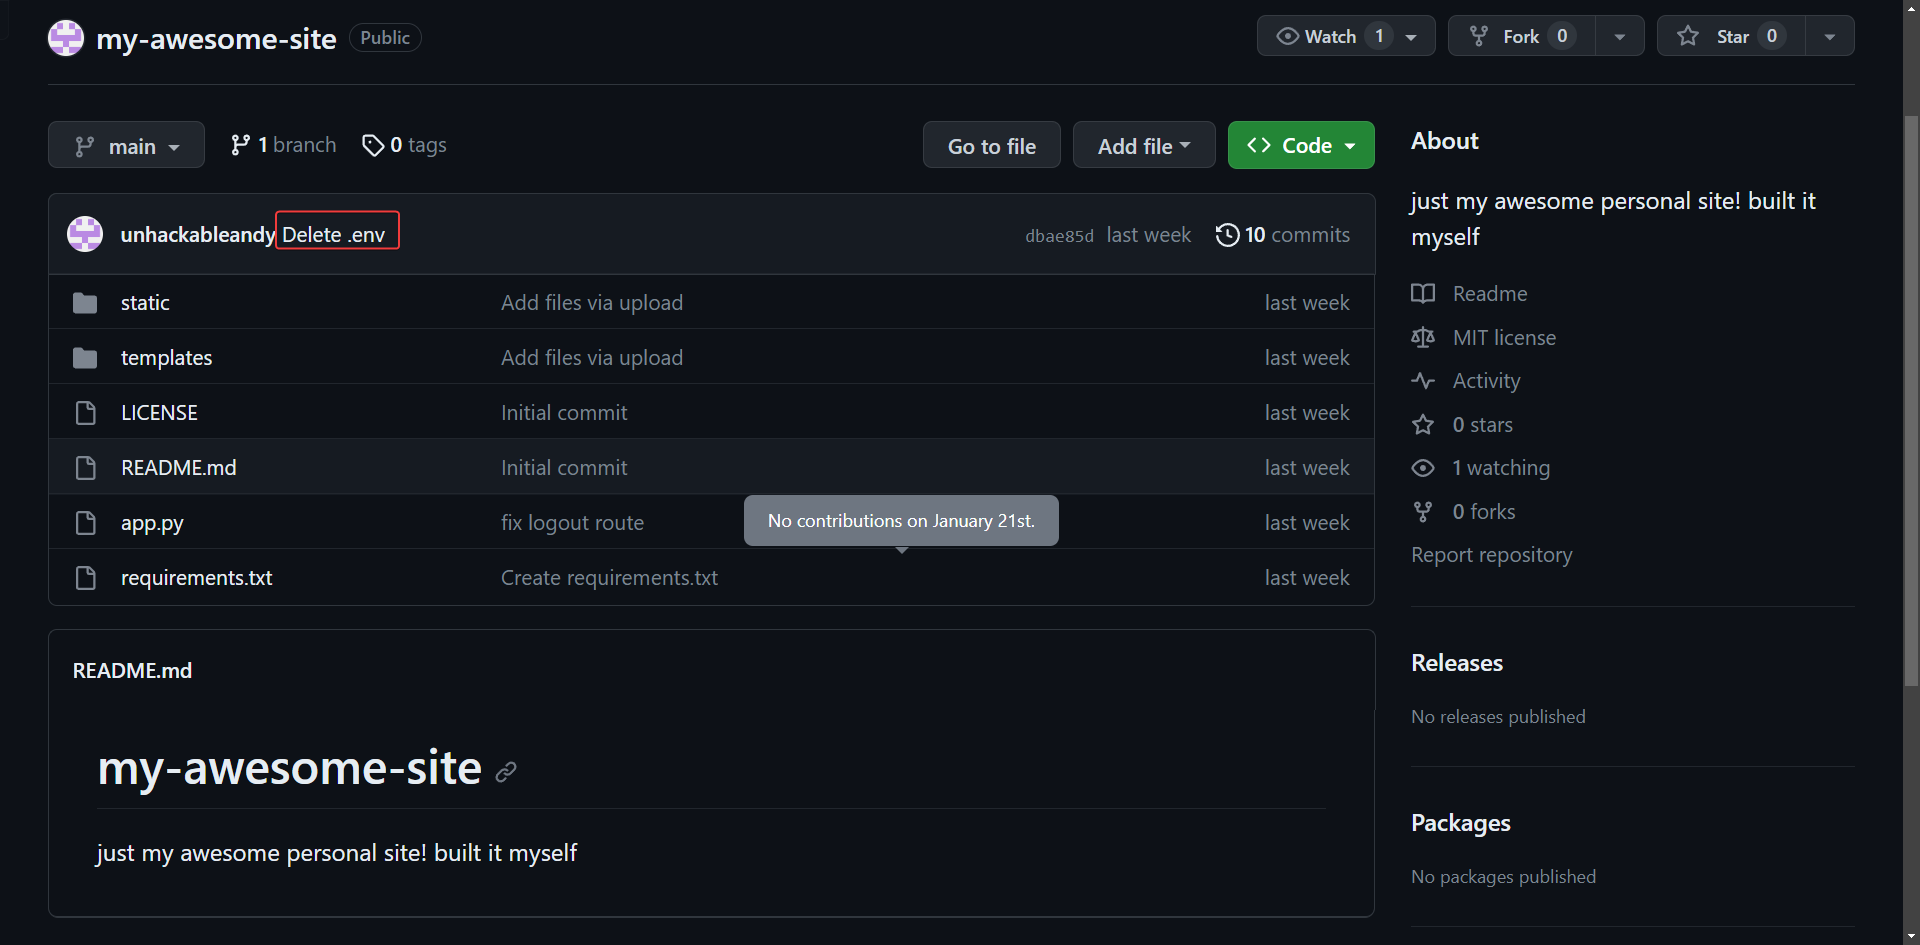 my-awesome-site Public Watch 1 Fork 0 Star 0
main 1 branch 0 tags Go to file Add file Code
unhackableandy Delete .env dbae85d last week 10 commits
static Add files via upload last week
templates Add files via upload last week
LICENSE Initial commit last week
README.md Initial commit last week
app.py fix logout route last week
No contributions on January 21st.
requirements.txt Create requirements.txt last week
README.md
my-awesome-site
just my awesome personal site! built it myself
About
just my awesome personal site! built it
myself
Readme
MIT license
Activity
0 stars
1 watching
0 forks
Report repository
Releases
No releases published
Packages
No packages published